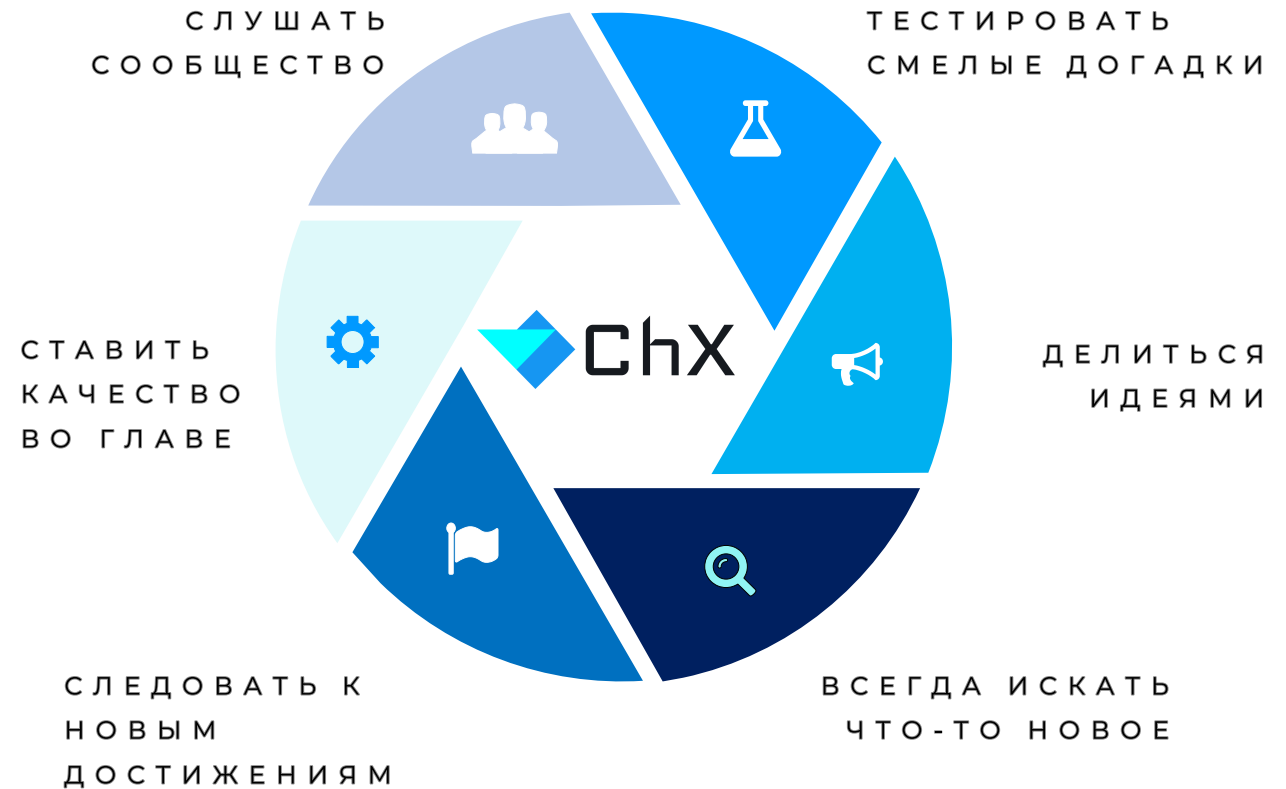 СЛУШАТЬ
СООБЩЕСТВО
ТЕСТИРОВАТЬ
СМЕЛЫЕ ДОГАДКИ
СТАВИТЬ
КАЧЕСТВО
ВО ГЛАВЕ
ChX
ДЕЛИТЬСЯ
ИДЕЯМИ
СЛЕДОВАТЬ К
НОВЫМ
ДОСТИЖЕНИЯМ
ВСЕГДА ИСКАТЬ
ЧТО-ТО НОВОЕ